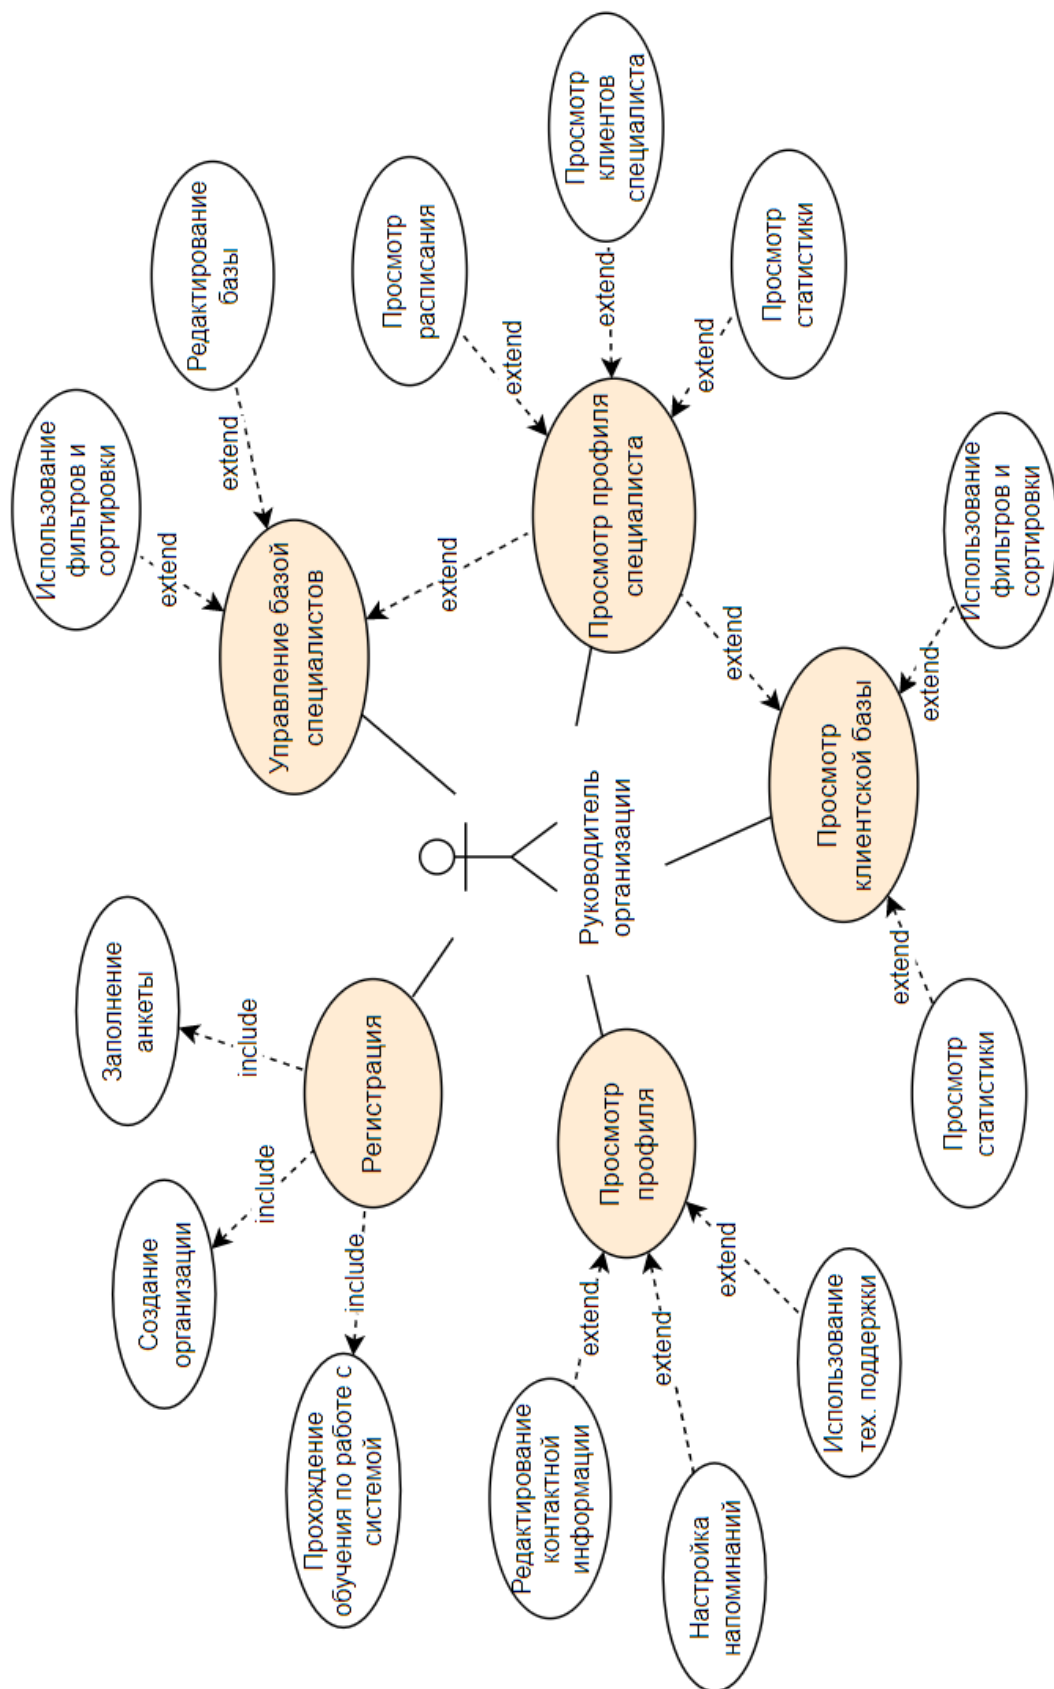 Заполнение
анкеты
include
Создание
организации
include
Прохождение
обучения по работе с
системой
include
Регистрация
Использование
фильтров и
сортировки
extend
Редактирование
базы
extend
Управление базой
специалистов
extend
Просмотр
расписания
extend
Просмотр
клиентов
специалиста
extend
Просмотр
статистики
extend
Просмотр профиля
специалиста
extend
Руководитель
организации
Просмотр
профиля
extend
Редактирование
контактной
информации
extend
Настройка
напоминаний
extend
Использование
тех. поддержки
Просмотр
клиентской базы
extend
Просмотр
статистики
extend
Использование
фильтров и
сортировки